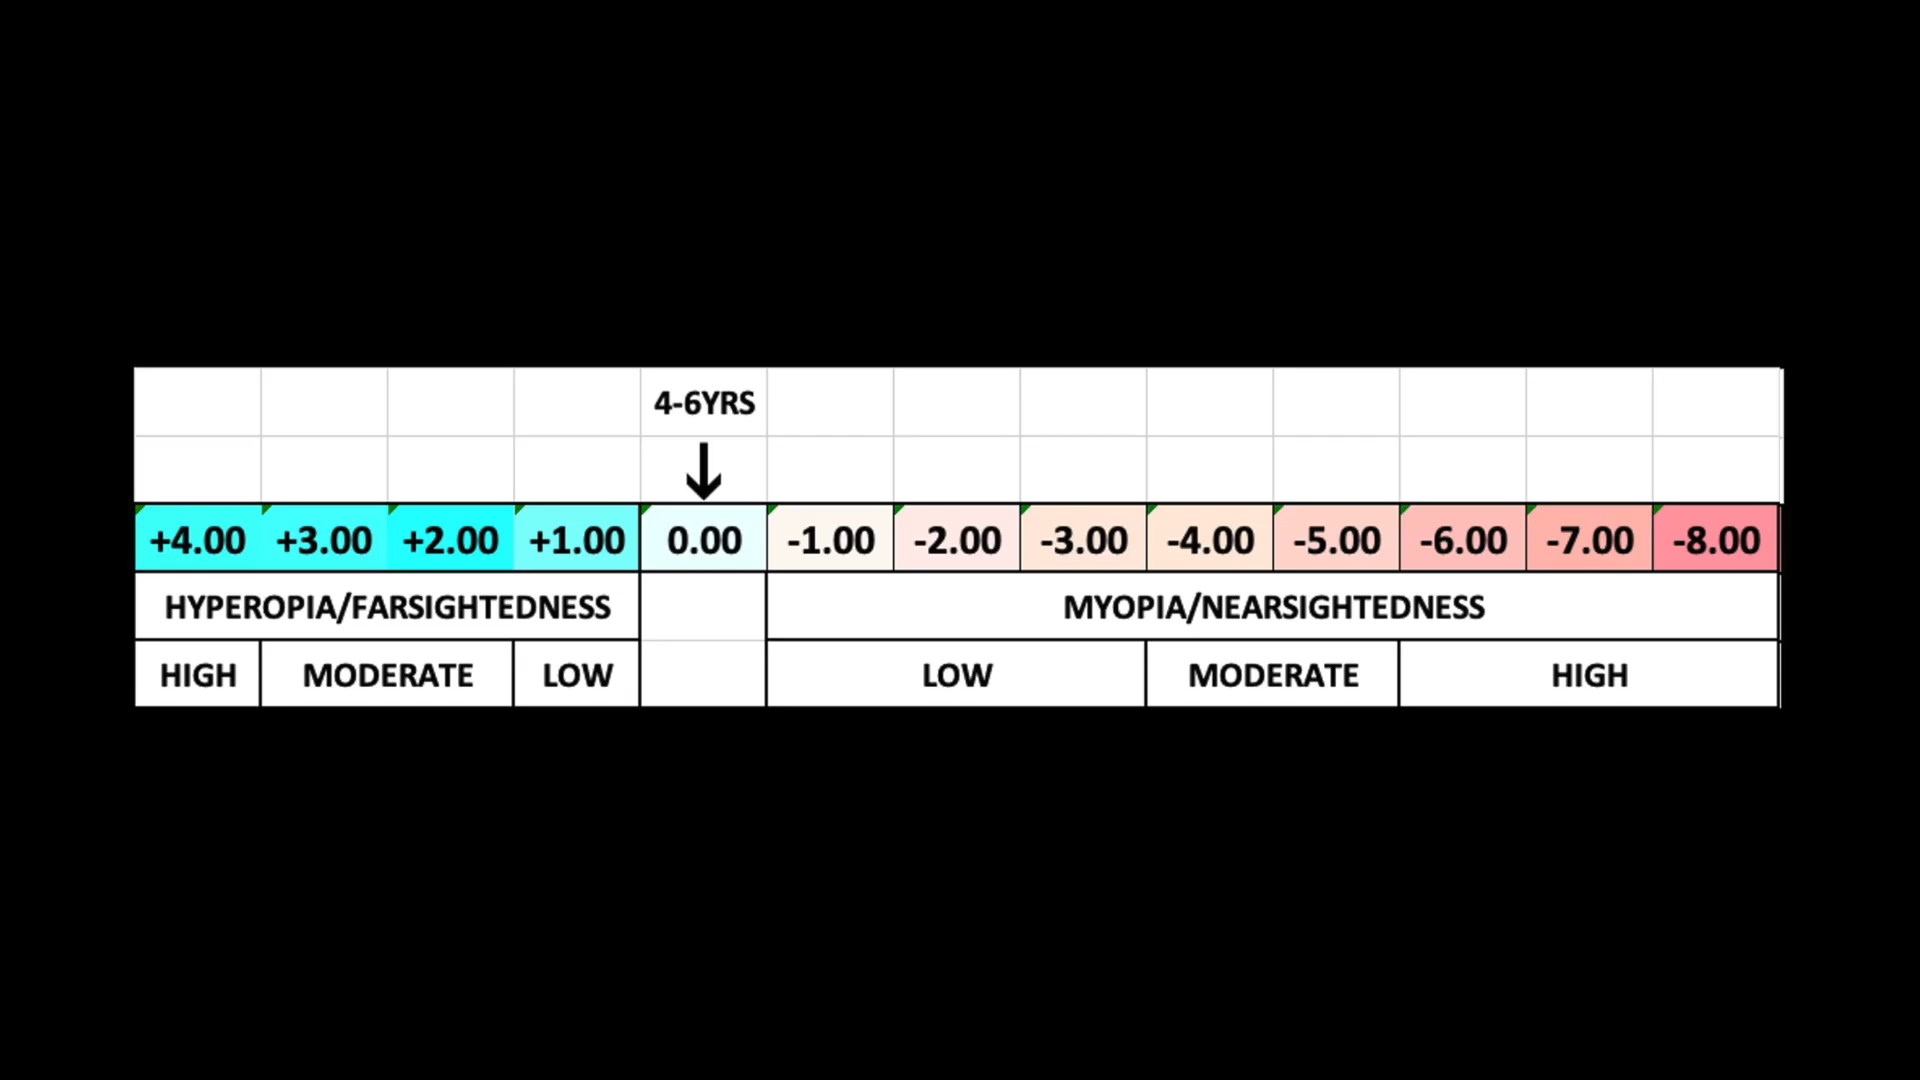 4-6YRS
↓
+4.00 +3.00 +2.00 +1.00 0.00 -1.00 -2.00 -3.00 -4.00 -5.00 -6.00 -7.00 -8.00
HYPEROPIA/FARSIGHTEDNESS MYOPIA/NEARSIGHTEDNESS
HIGH MODERATE LOW LOW MODERATE HIGH